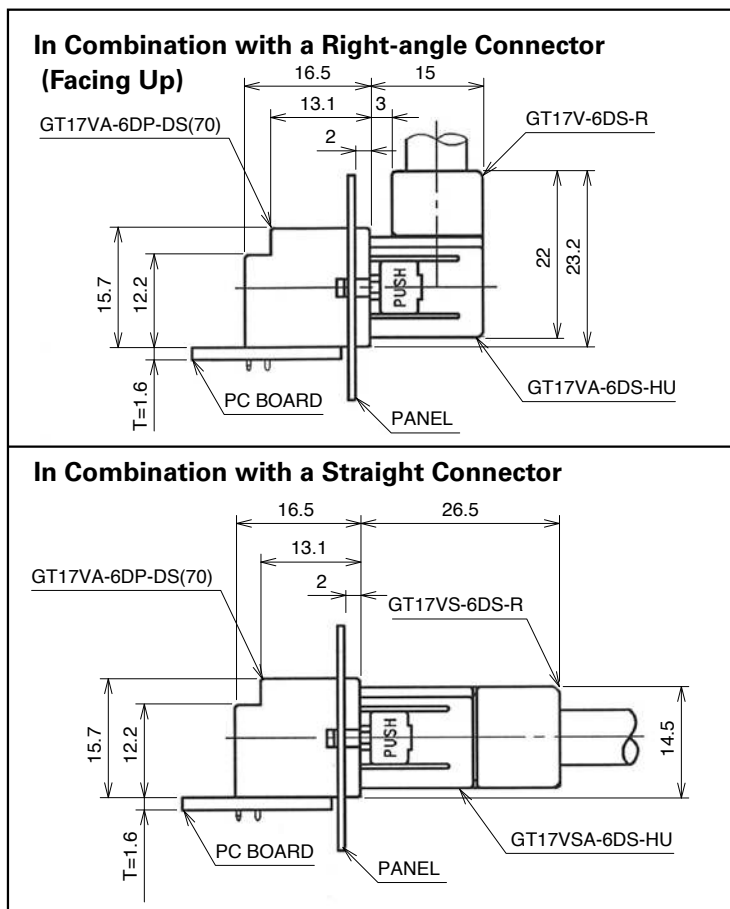 In Combination with a Right-angle Connector
(Facing Up)
16.5
15
GT17VA-6DP-DS(70)
13.1
3
GT17V-6DS-R
2
15.7
12.2
22
23.2
PUSH
T=1.6
PC BOARD
PANEL
GT17VA-6DS-HU
In Combination with a Straight Connector
16.5
26.5
13.1
GT17VA-6DP-DS(70)
2
GT17VS-6DS-R
15.7
12.2
PUSH
14.5
T=1.6
PC BOARD
PANEL
GT17VSA-6DS-HU